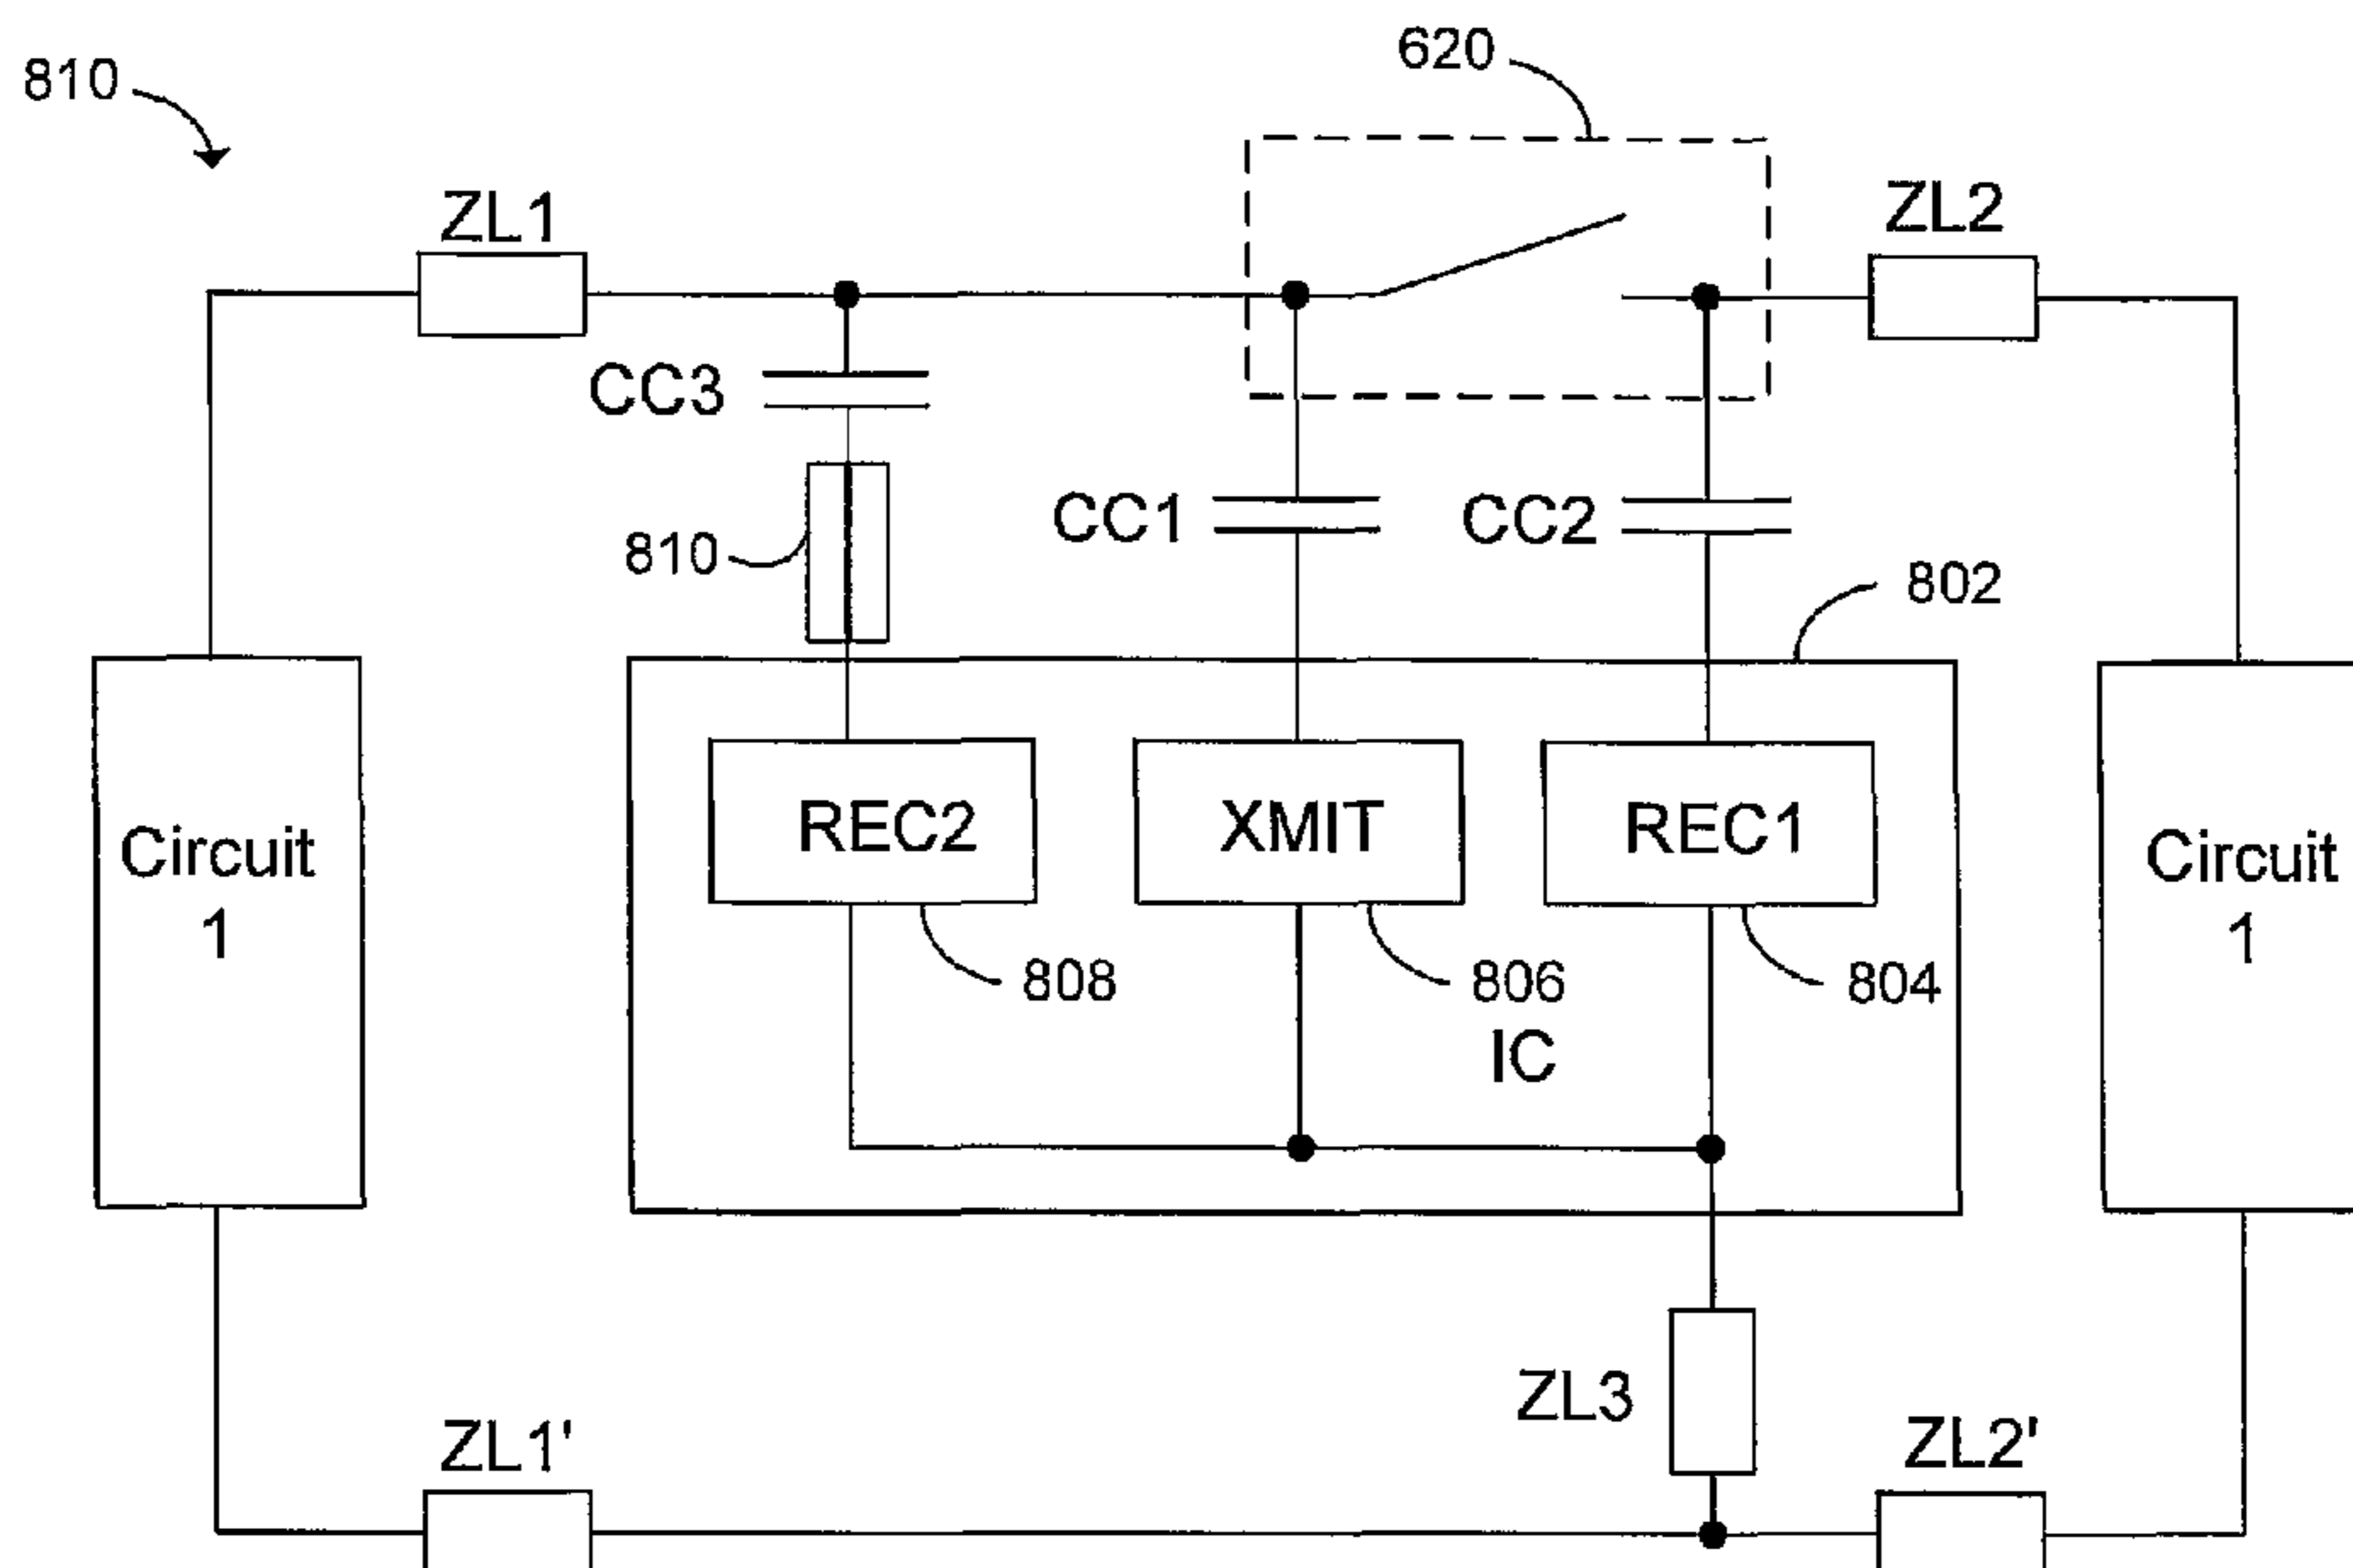 620
810
ZL1
ZL2
CC3
CC1
CC2
810
802
REC2
XMIT
REC1
Circuit
1
Circuit
1
808
806
804
IC
ZL3
ZL1'
ZL2'